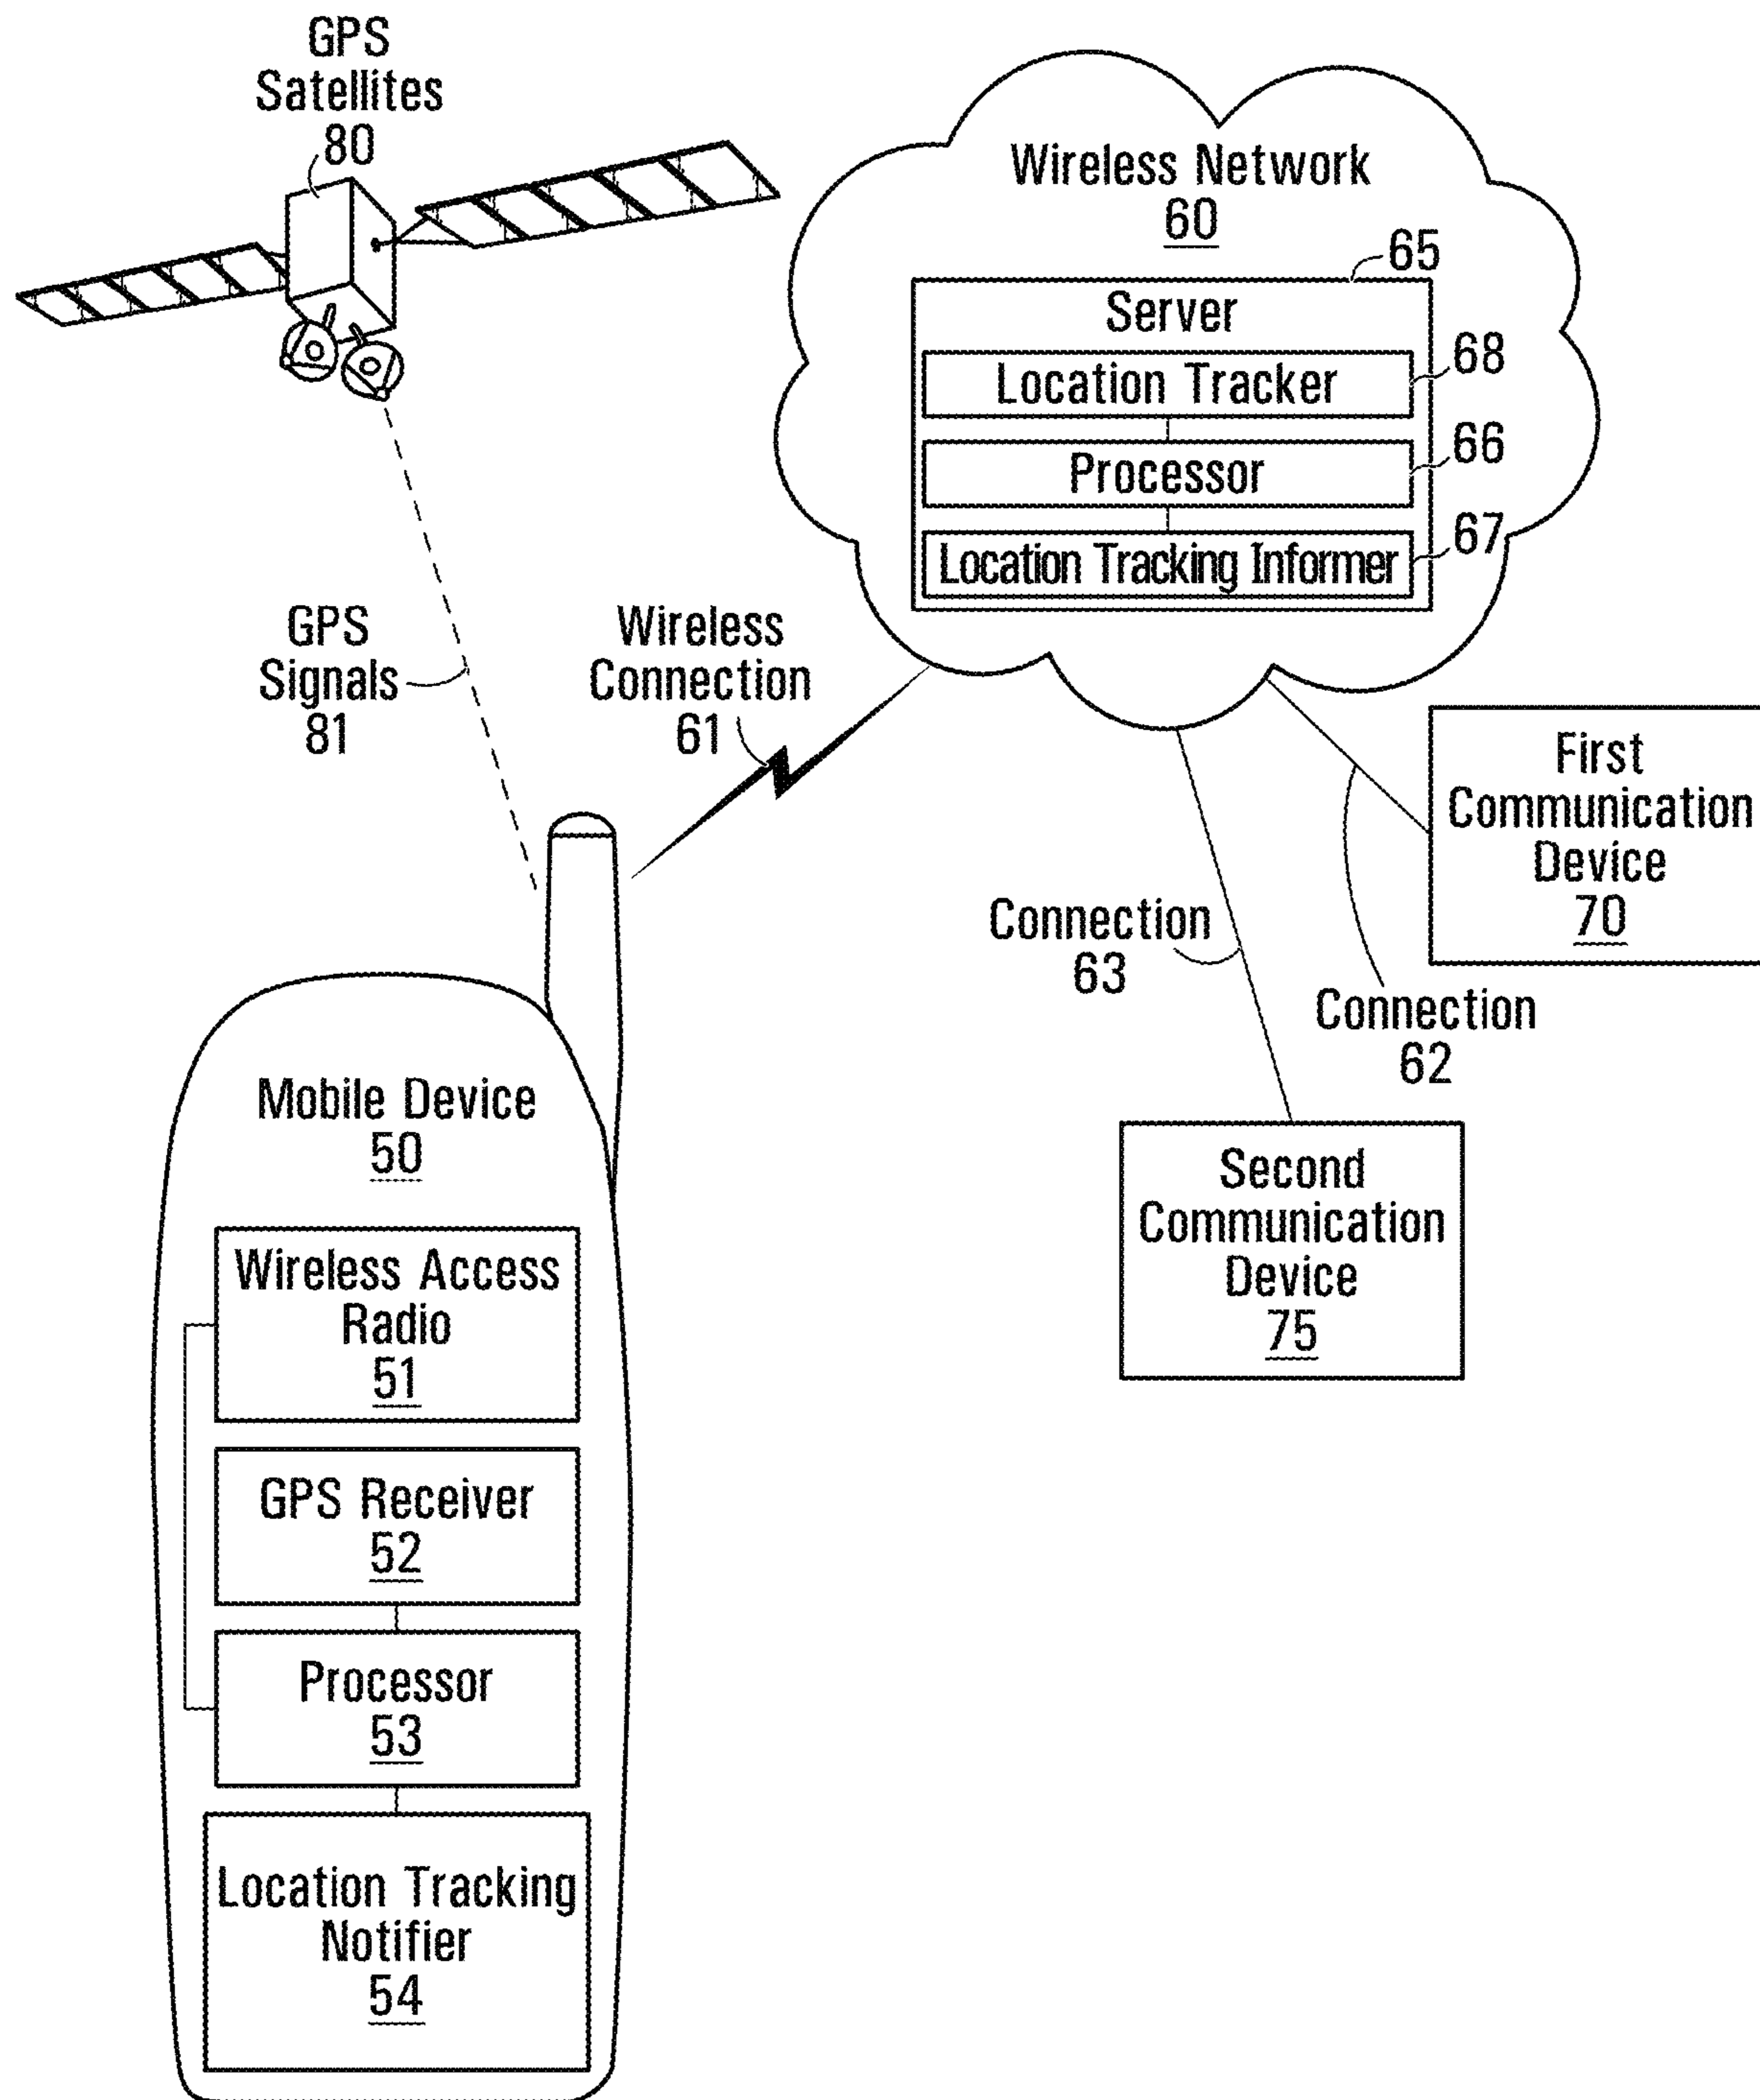 GPS
Satellites
80
Wireless Network
60
65
Server
Location Tracker
68
Processor
66
Location Tracking Informer
67
GPS
Signals
81
Wireless
Connection
61
First
Communication
Device
70
Connection
63
Connection
62
Second
Communication
Device
75
Mobile Device
50
Wireless Access
Radio
51
GPS Receiver
52
Processor
53
Location Tracking
Notifier
54